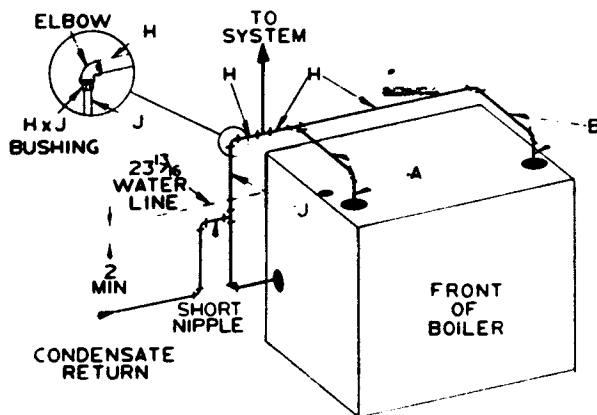 ELBOW
H
H x J
BUSHING
J
TO
SYSTEM
H
H
B
23 13/16
WATER
LINE
A
J
2
MIN
SHORT
NIPPLE
CONDENSATE
RETURN
FRONT
OF
BOILER